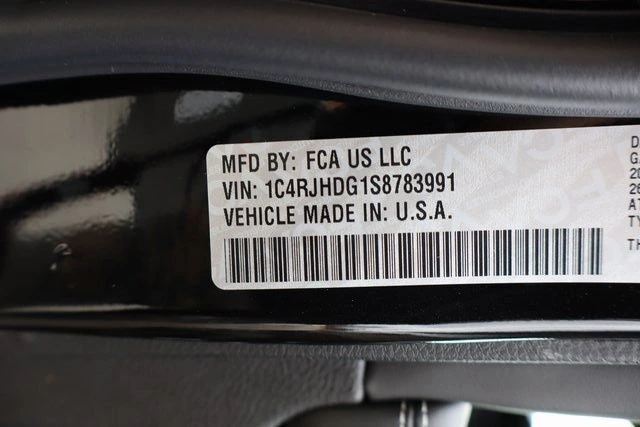 MFD BY: FCA US LLC
VIN: 1C4RJHDG1S8783991
VEHICLE MADE IN: U.S.A.